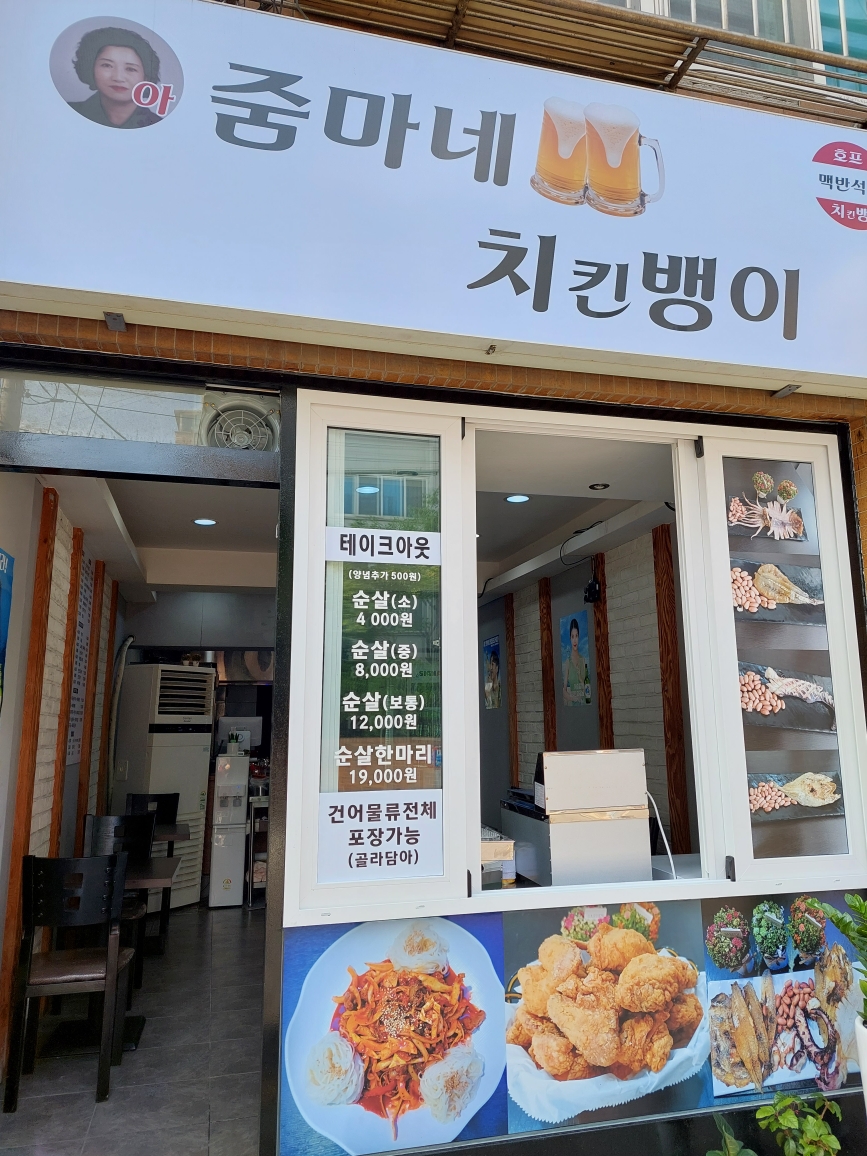 아
줌마네
치킨뱅이
호프
맥반석
치킨뱅
테이크아웃
(양념추가 500원)
순살(소)
4 000원
순살(중)
8,000원
순살(보통)
12,000원
순살한마리
19,000원
건어물류전체
포장가능
(골라담아)